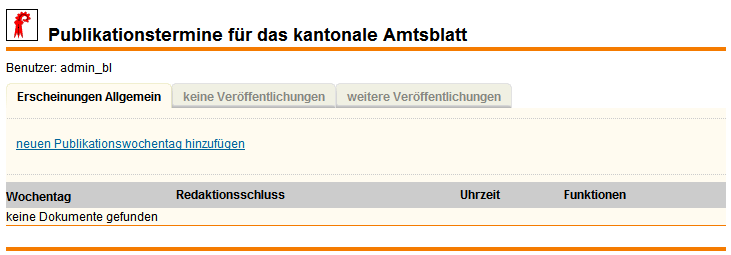 Publikationstermine für das kantonale Amtsblatt
Benutzer: admin_bl
Erscheinungen Allgemein keine Veröffentlichungen weitere Veröffentlichungen
neuen Publikationswochentag hinzufügen
Wochentag Redaktionsschluss Uhrzeit Funktionen
keine Dokumente gefunden